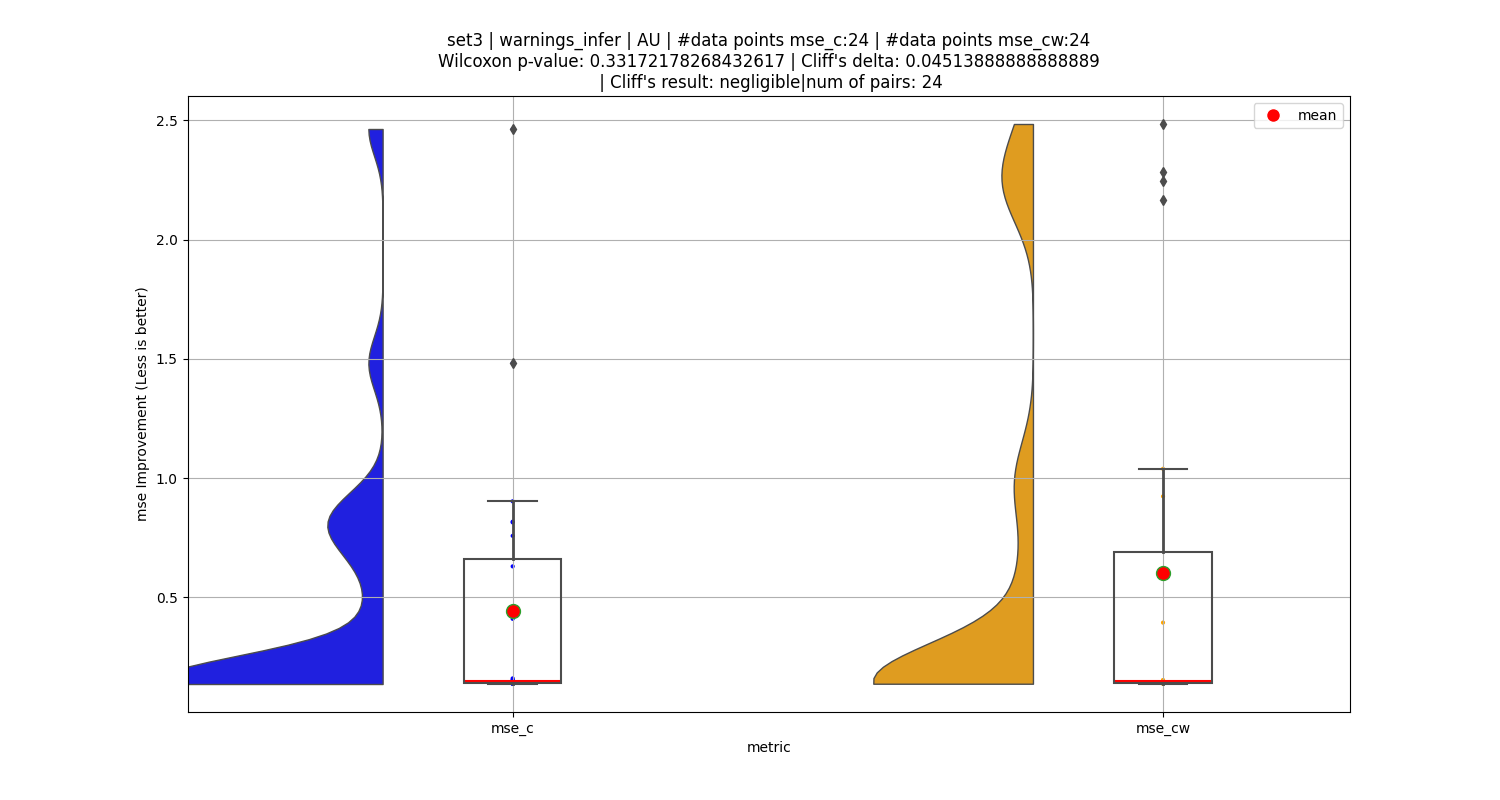 set3 | warnings_infer | AU | #data points mse_c:24 | #data points mse_cw:24
Wilcoxon p-value: 0.33172178268432617 | Cliff's delta: 0.04513888888888889
| Cliff's result: negligible|num of pairs: 24
mean
2.5
2.0
1.5
1.0
0.5
mse Improvement (Less is better)
mse_c
mse_cw
metric